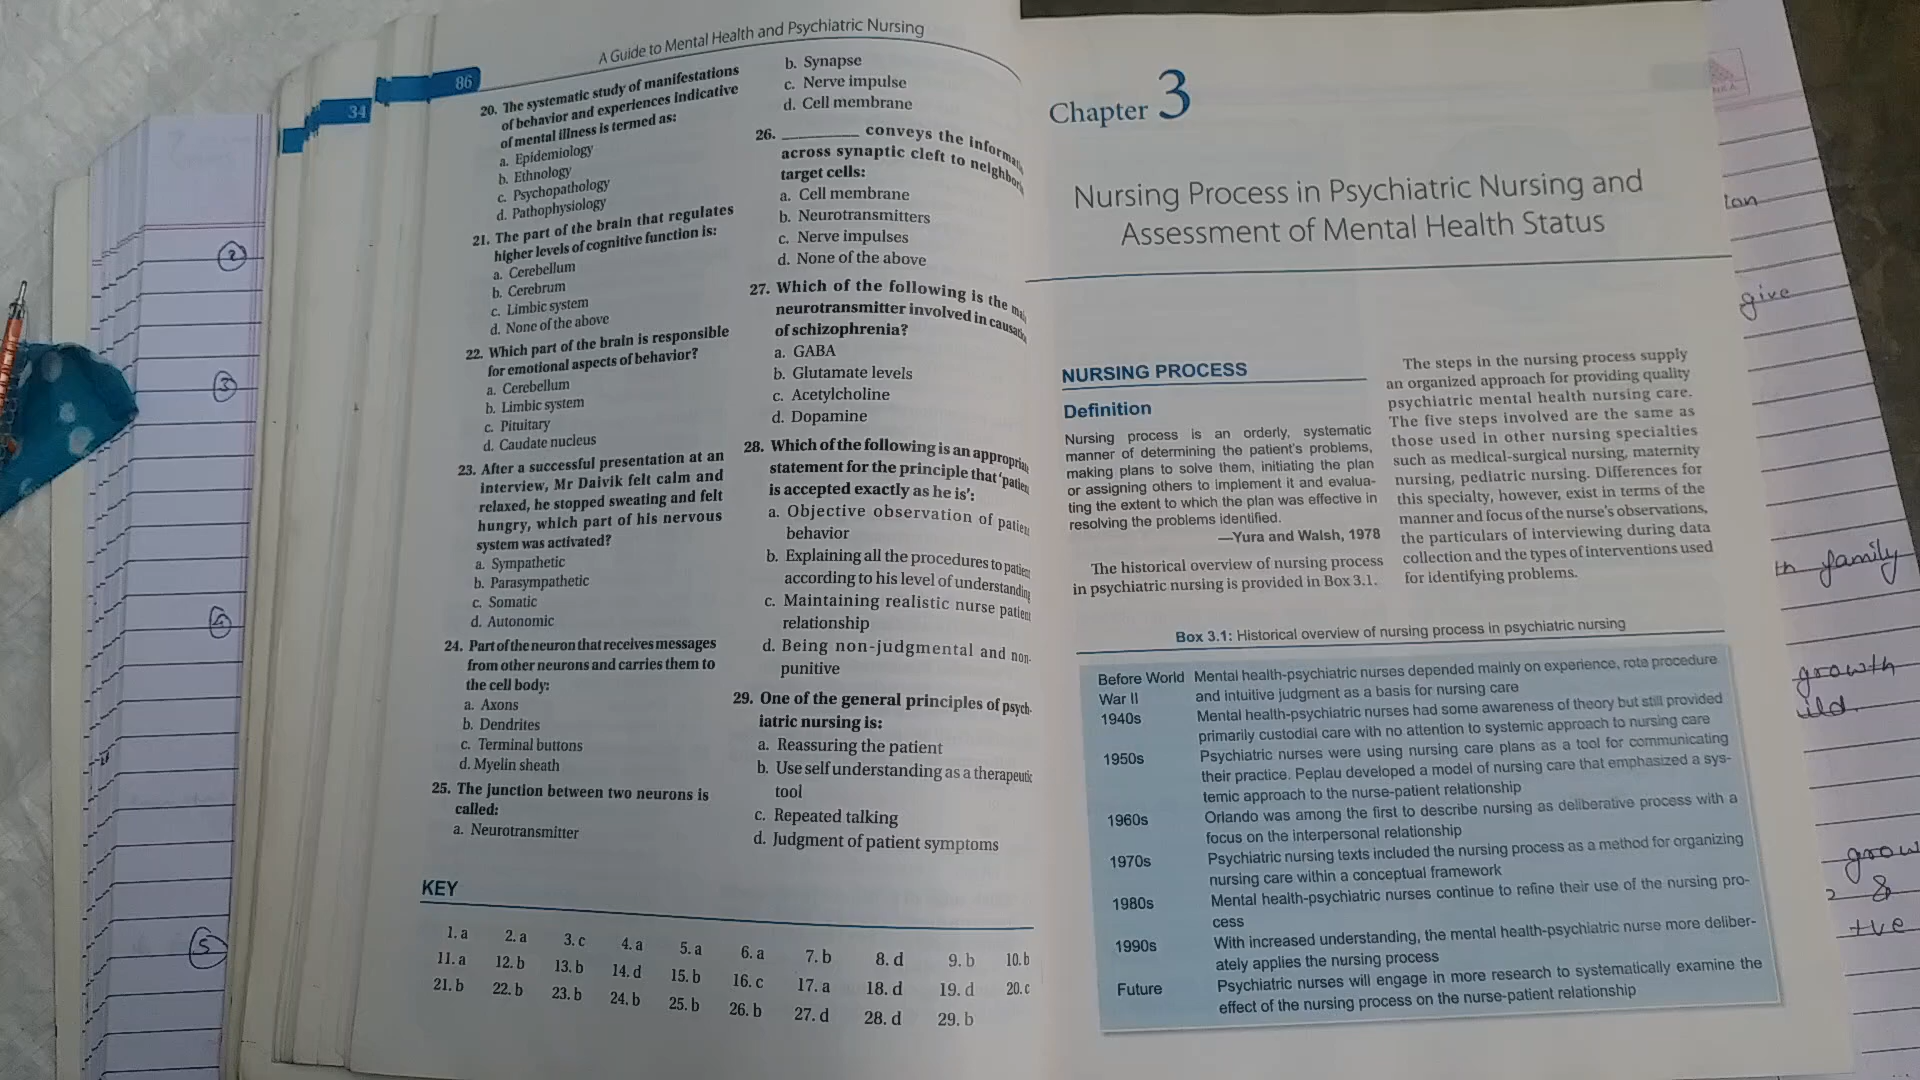 A Guide to Mental Health and Psychiatric Nursing
86
34
20. The systematic study of manifestations
of behavior and experiences indicative
of mental illness is termed as:
a. Epidemiology
b. Ethnology
c. Psychopathology
d. Pathophysiology
21. The part of the brain that regulates
higher levels of cognitive function is:
a. Cerebellum
b. Cerebrum
c. Limbic system
d. None of the above
22. Which part of the brain is responsible
for emotional aspects of behavior?
a. Cerebellum
b. Limbic system
c. Pituitary
d. Caudate nucleus
23. After a successful presentation at an
interview, Mr Daivik felt calm and
relaxed, he stopped sweating and felt
hungry, which part of his nervous
system was activated?
a. Sympathetic
b. Parasympathetic
c. Somatic
d. Autonomic
24. Part of the neuron that receives messages
from other neurons and carries them to
the cell body:
a. Axons
b. Dendrites
c. Terminal buttons
d. Myelin sheath
25. The junction between two neurons is
called:
a. Neurotransmitter
b. Synapse
c. Nerve impulse
d. Cell membrane
26. ________ conveys the
across synaptic cleft to
target cells:
a. Cell membrane
b. Neurotransmitters
c. Nerve impulses
d. None of the above
27. Which of the following is the
neurotransmitter involved in
of schizophrenia?
a. GABA
b. Glutamate levels
c. Acetylcholine
d. Dopamine
28. Which of the following is an
statement for the principle that
is accepted exactly as he is':
a. Objective observation of patient
behavior
b. Explaining all the procedures to patient
according to his level of understanding
c. Maintaining realistic nurse patient
relationship
d. Being non-judgmental and non-
punitive
29. One of the general principles of psych-
iatric nursing is:
a. Reassuring the patient
b. Use self understanding as a therapeutic
tool
c. Repeated talking
d. Judgment of patient symptoms
KEY
1. a 2. a 3. c 4. a 5. a 6. a 7. b 8. d 9. b 10. b
11. a 12. b 13. b 14. d 15. b 16. c 17. a 18. d 19. d 20. c
21. b 22. b 23. b 24. b 25. b 26. b 27. d 28. d 29. b
Chapter 3
Nursing Process in Psychiatric Nursing and
Assessment of Mental Health Status
NURSING PROCESS
Definition
Nursing process is an orderly, systematic
manner of determining the patient's problems,
making plans to solve them, initiating the plan
or assigning others to implement it and evalua-
ting the extent to which the plan was effective in
resolving the problems identified.
—Yura and Walsh, 1978
The historical overview of nursing process
in psychiatric nursing is provided in Box 3.1.
The steps in the nursing process supply
an organized approach for providing quality
psychiatric mental health nursing care.
The five steps involved are the same as
those used in other nursing specialties
such as medical-surgical nursing, maternity
nursing, pediatric nursing. Differences for
this specialty, however, exist in terms of the
manner and focus of the nurse's observations,
the particulars of interviewing during data
collection and the types of interventions used
for identifying problems.
Box 3.1: Historical overview of nursing process in psychiatric nursing
Before World Mental health-psychiatric nurses depended mainly on experience, rote procedure
War II and intuitive judgment as a basis for nursing care
1940s Mental health-psychiatric nurses had some awareness of theory but still provided
primarily custodial care with no attention to systemic approach to nursing care
1950s Psychiatric nurses were using nursing care plans as a tool for communicating
their practice. Peplau developed a model of nursing care that emphasized a sys-
temic approach to the nurse-patient relationship
1960s Orlando was among the first to describe nursing as deliberative process with a
focus on the interpersonal relationship
1970s Psychiatric nursing texts included the nursing process as a method for organizing
nursing care within a conceptual framework
1980s Mental health-psychiatric nurses continue to refine their use of the nursing pro-
cess
1990s With increased understanding, the mental health-psychiatric nurse more deliber-
ately applies the nursing process
Future Psychiatric nurses will engage in more research to systematically examine the
effect of the nursing process on the nurse-patient relationship
2
3
4
5
give
family
growth
2 &
+ve